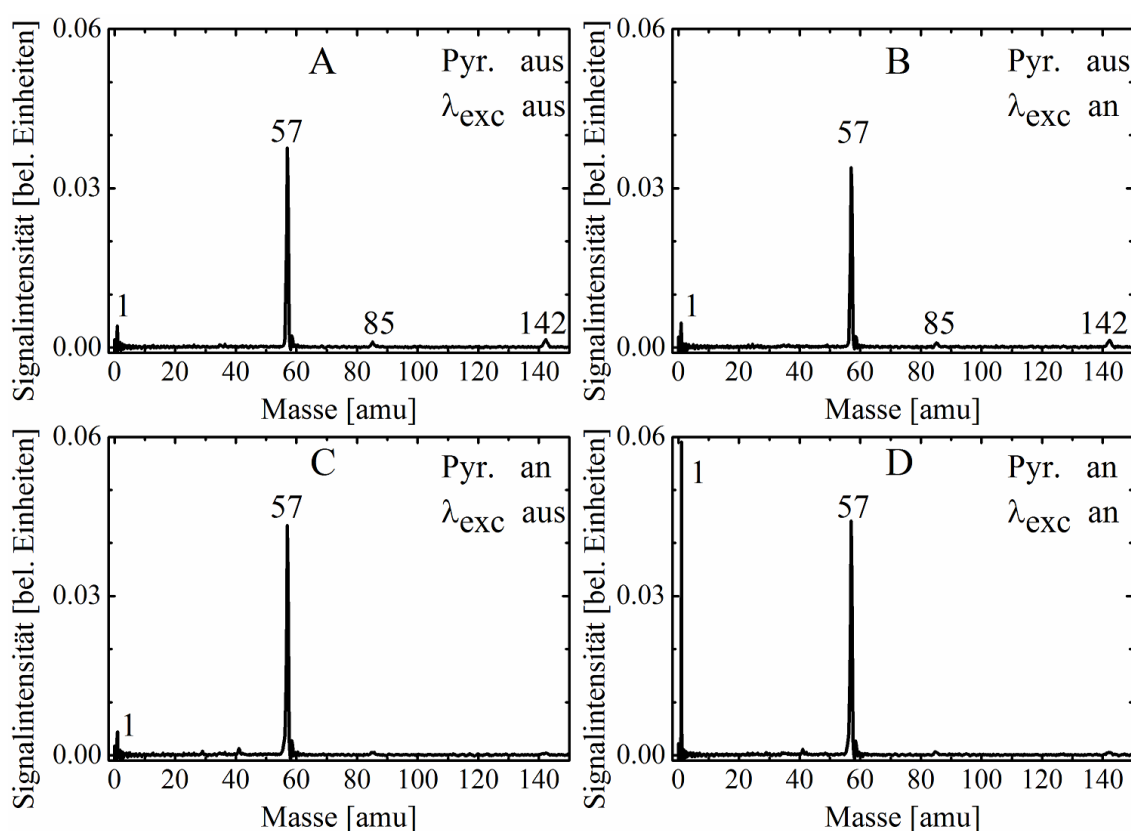 Signalintensität [bel. Einheiten]
0.06
0.03
0.00
A
Pyr. aus
λexc aus
57
1
85
142
0 20 40 60 80 100 120 140
Masse [amu]
Signalintensität [bel. Einheiten]
0.06
0.03
0.00
B
Pyr. aus
λexc an
57
1
85
142
0 20 40 60 80 100 120 140
Masse [amu]
Signalintensität [bel. Einheiten]
0.06
0.03
0.00
C
Pyr. an
λexc aus
57
1
0 20 40 60 80 100 120 140
Masse [amu]
Signalintensität [bel. Einheiten]
0.06
0.03
0.00
D
Pyr. an
λexc an
1
57
0 20 40 60 80 100 120 140
Masse [amu]